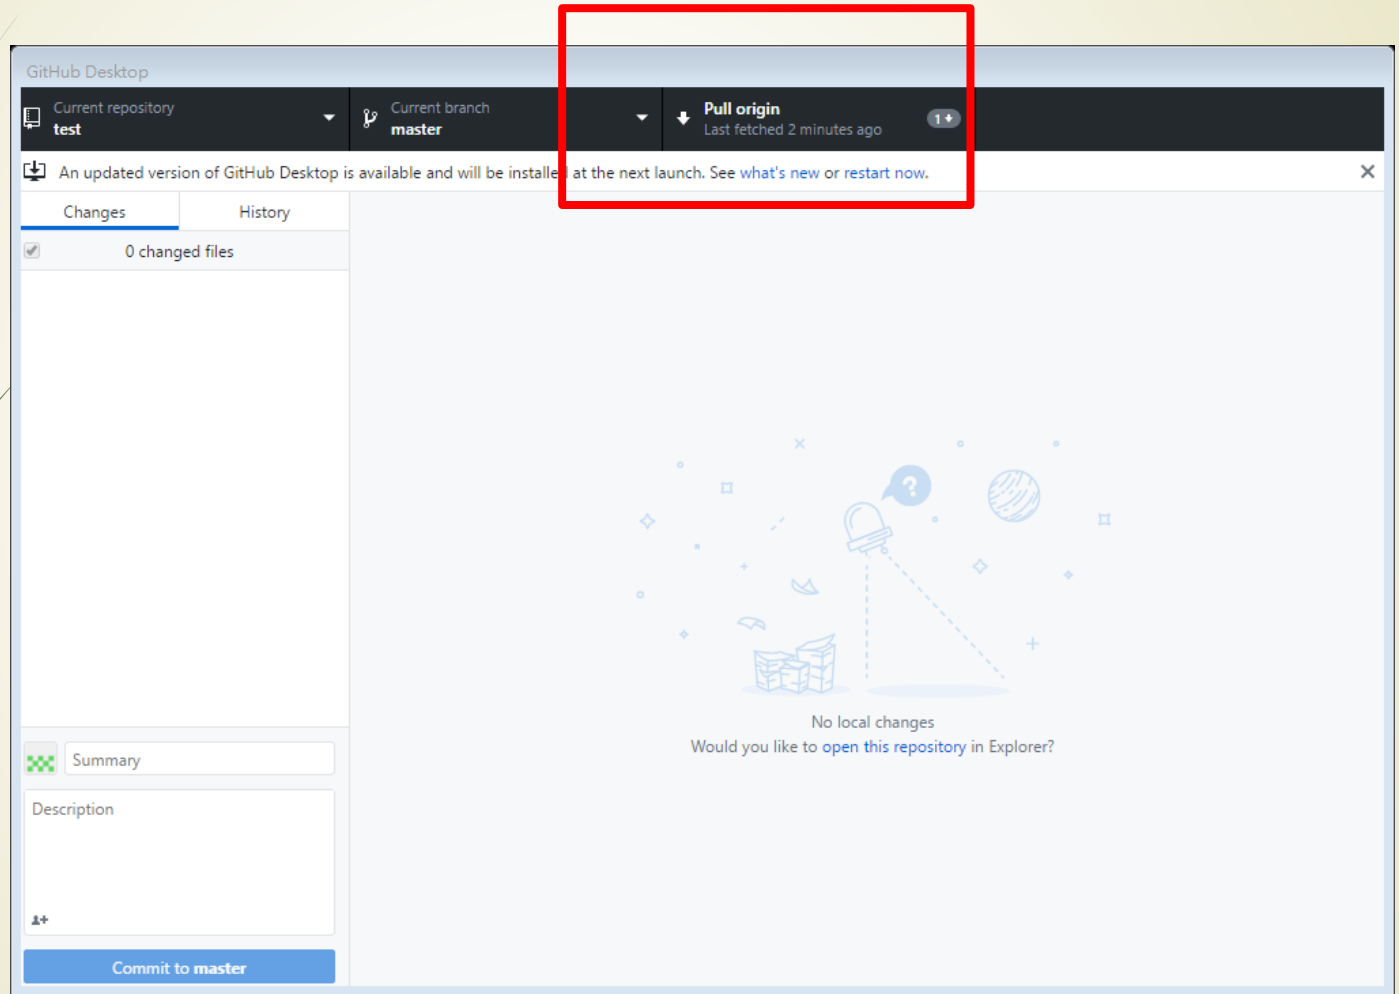 GitHub Desktop
Current repository
test
Current branch
master
Pull origin
Last fetched 2 minutes ago
1
An updated version of GitHub Desktop is available and will be installed at the next launch. See what's new or restart now.
Changes
History
0 changed files
?
No local changes
Would you like to open this repository in Explorer?
Summary
Description
Commit to master